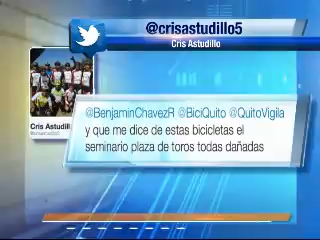 @crisastudillo5
Cris Astudillo
Cris Astudill
@BenjaminChavezR @BiciQuito @QuitoVigila
y que me dice de estas bicicletas el
seminario plaza de toros todas dañadas